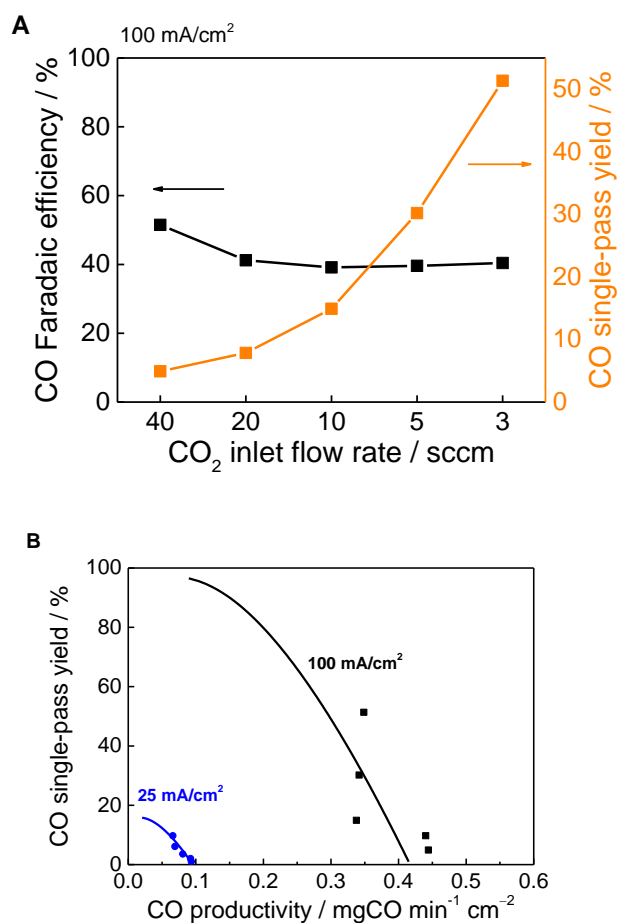 A
100 mA/cm²
CO Faradaic efficiency / %
100
80
60
40
20
0
CO single-pass yield / %
50
40
30
20
10
0
40 20 10 5 3
CO₂ inlet flow rate / sccm
B
CO single-pass yield / %
100
80
60
40
20
0
100 mA/cm²
25 mA/cm²
0.0 0.1 0.2 0.3 0.4 0.5 0.6
CO productivity / mgCO min⁻¹ cm⁻²